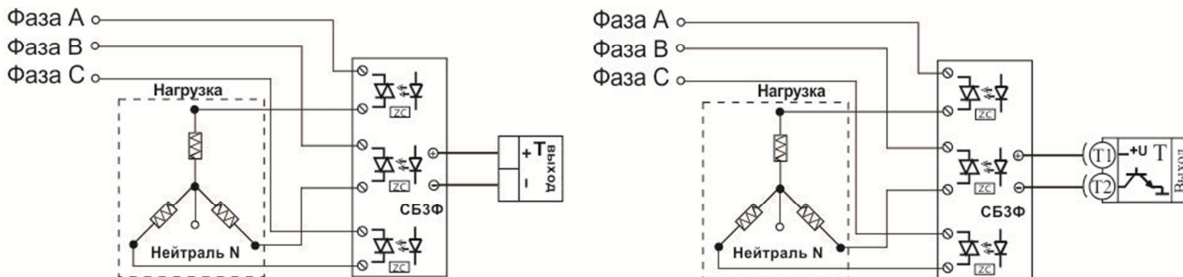 Фаза А
Фаза В
Фаза С
Нагрузка
ZC
ZC
+ Т
-
ВЫХОД
СБ3Ф
Нейтраль N
ZC
Фаза А
Фаза В
Фаза С
Нагрузка
ZC
ZC
T1 +U T
T2
Выход
СБ3Ф
Нейтраль N
ZC